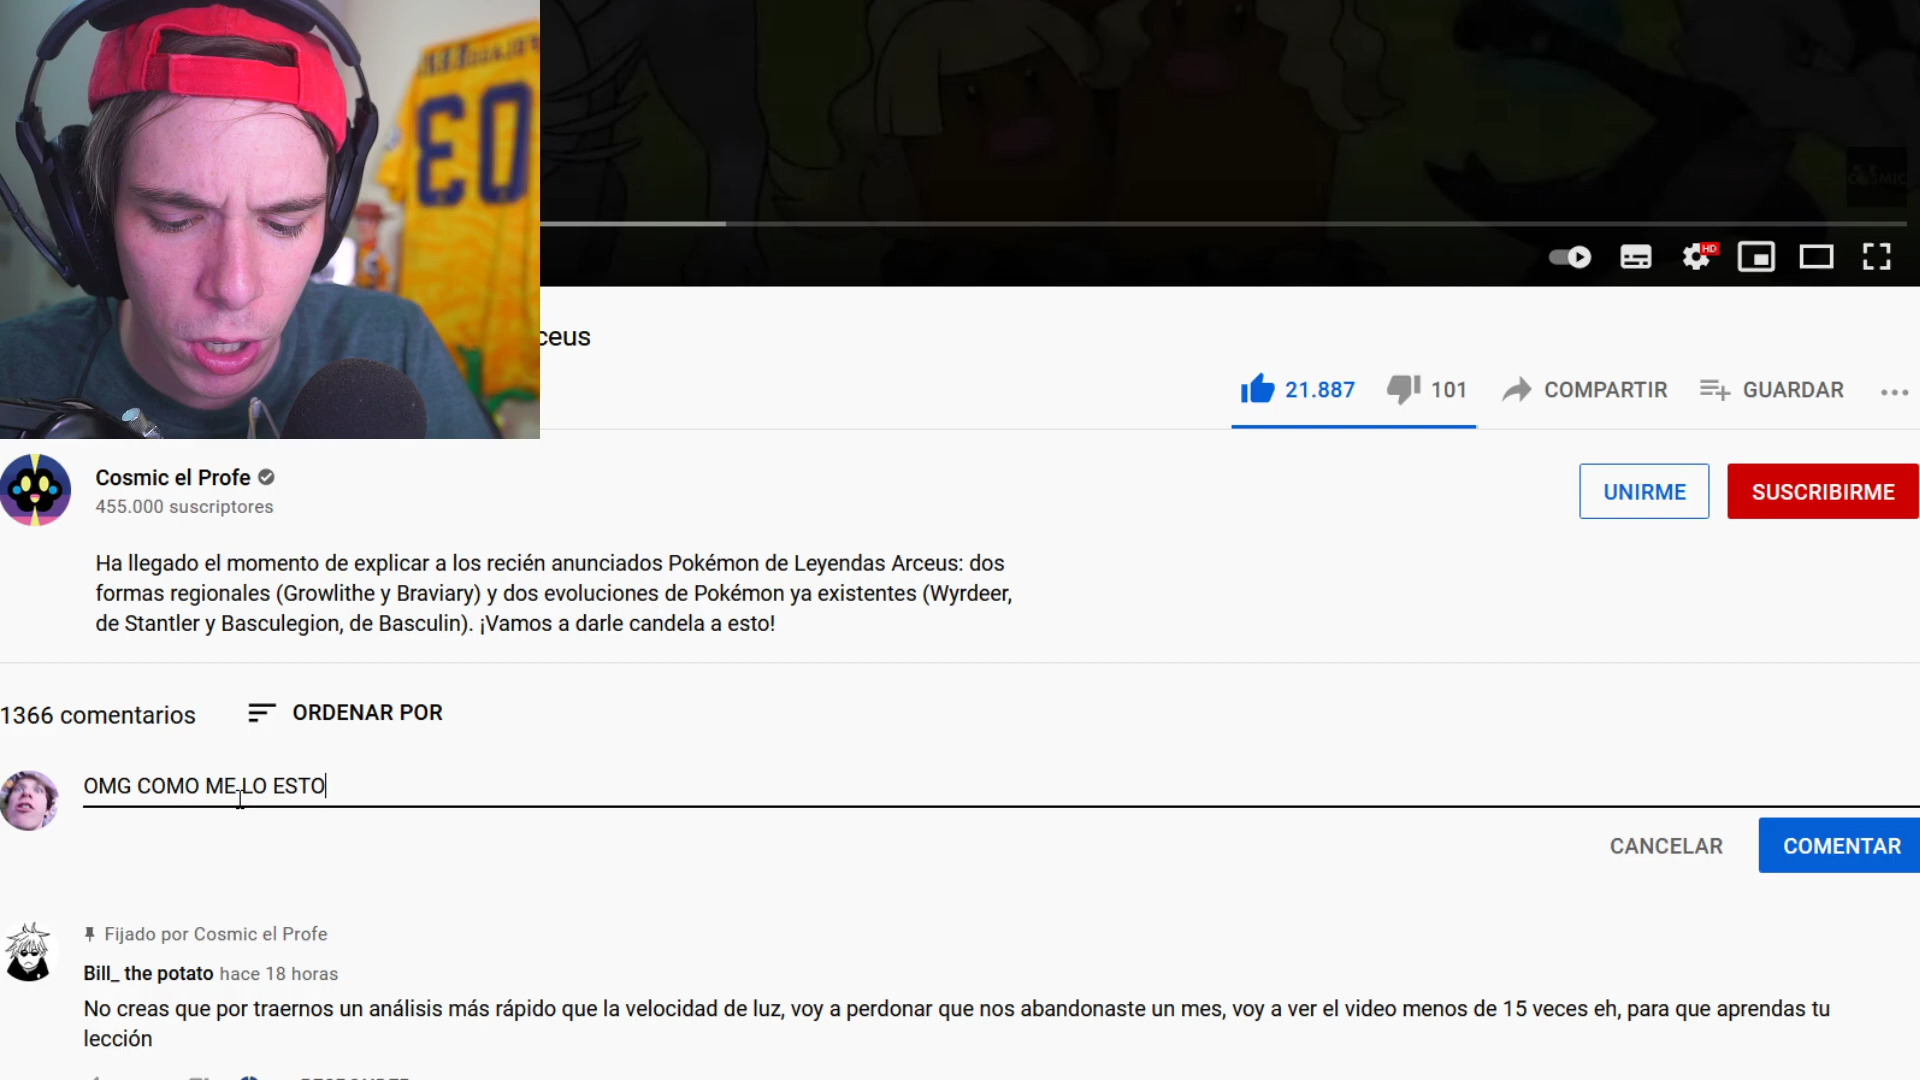 03
COSMIC
HD
ceus
21.887
101
COMPARTIR
GUARDAR
Cosmic el Profe
455.000 suscriptores
UNIRME
SUSCRIBIRME
Ha llegado el momento de explicar a los recién anunciados Pokémon de Leyendas Arceus: dos
formas regionales (Growlithe y Braviary) y dos evoluciones de Pokémon ya existentes (Wyrdeer,
de Stantler y Basculegion, de Basculin). ¡Vamos a darle candela a esto!
1366 comentarios
ORDENAR POR
OMG COMO ME LO ESTO
CANCELAR
COMENTAR
Fijado por Cosmic el Profe
Bill_ the potato hace 18 horas
No creas que por traernos un análisis más rápido que la velocidad de luz, voy a perdonar que nos abandonaste un mes, voy a ver el video menos de 15 veces eh, para que aprendas tu
lección
RESPONDER